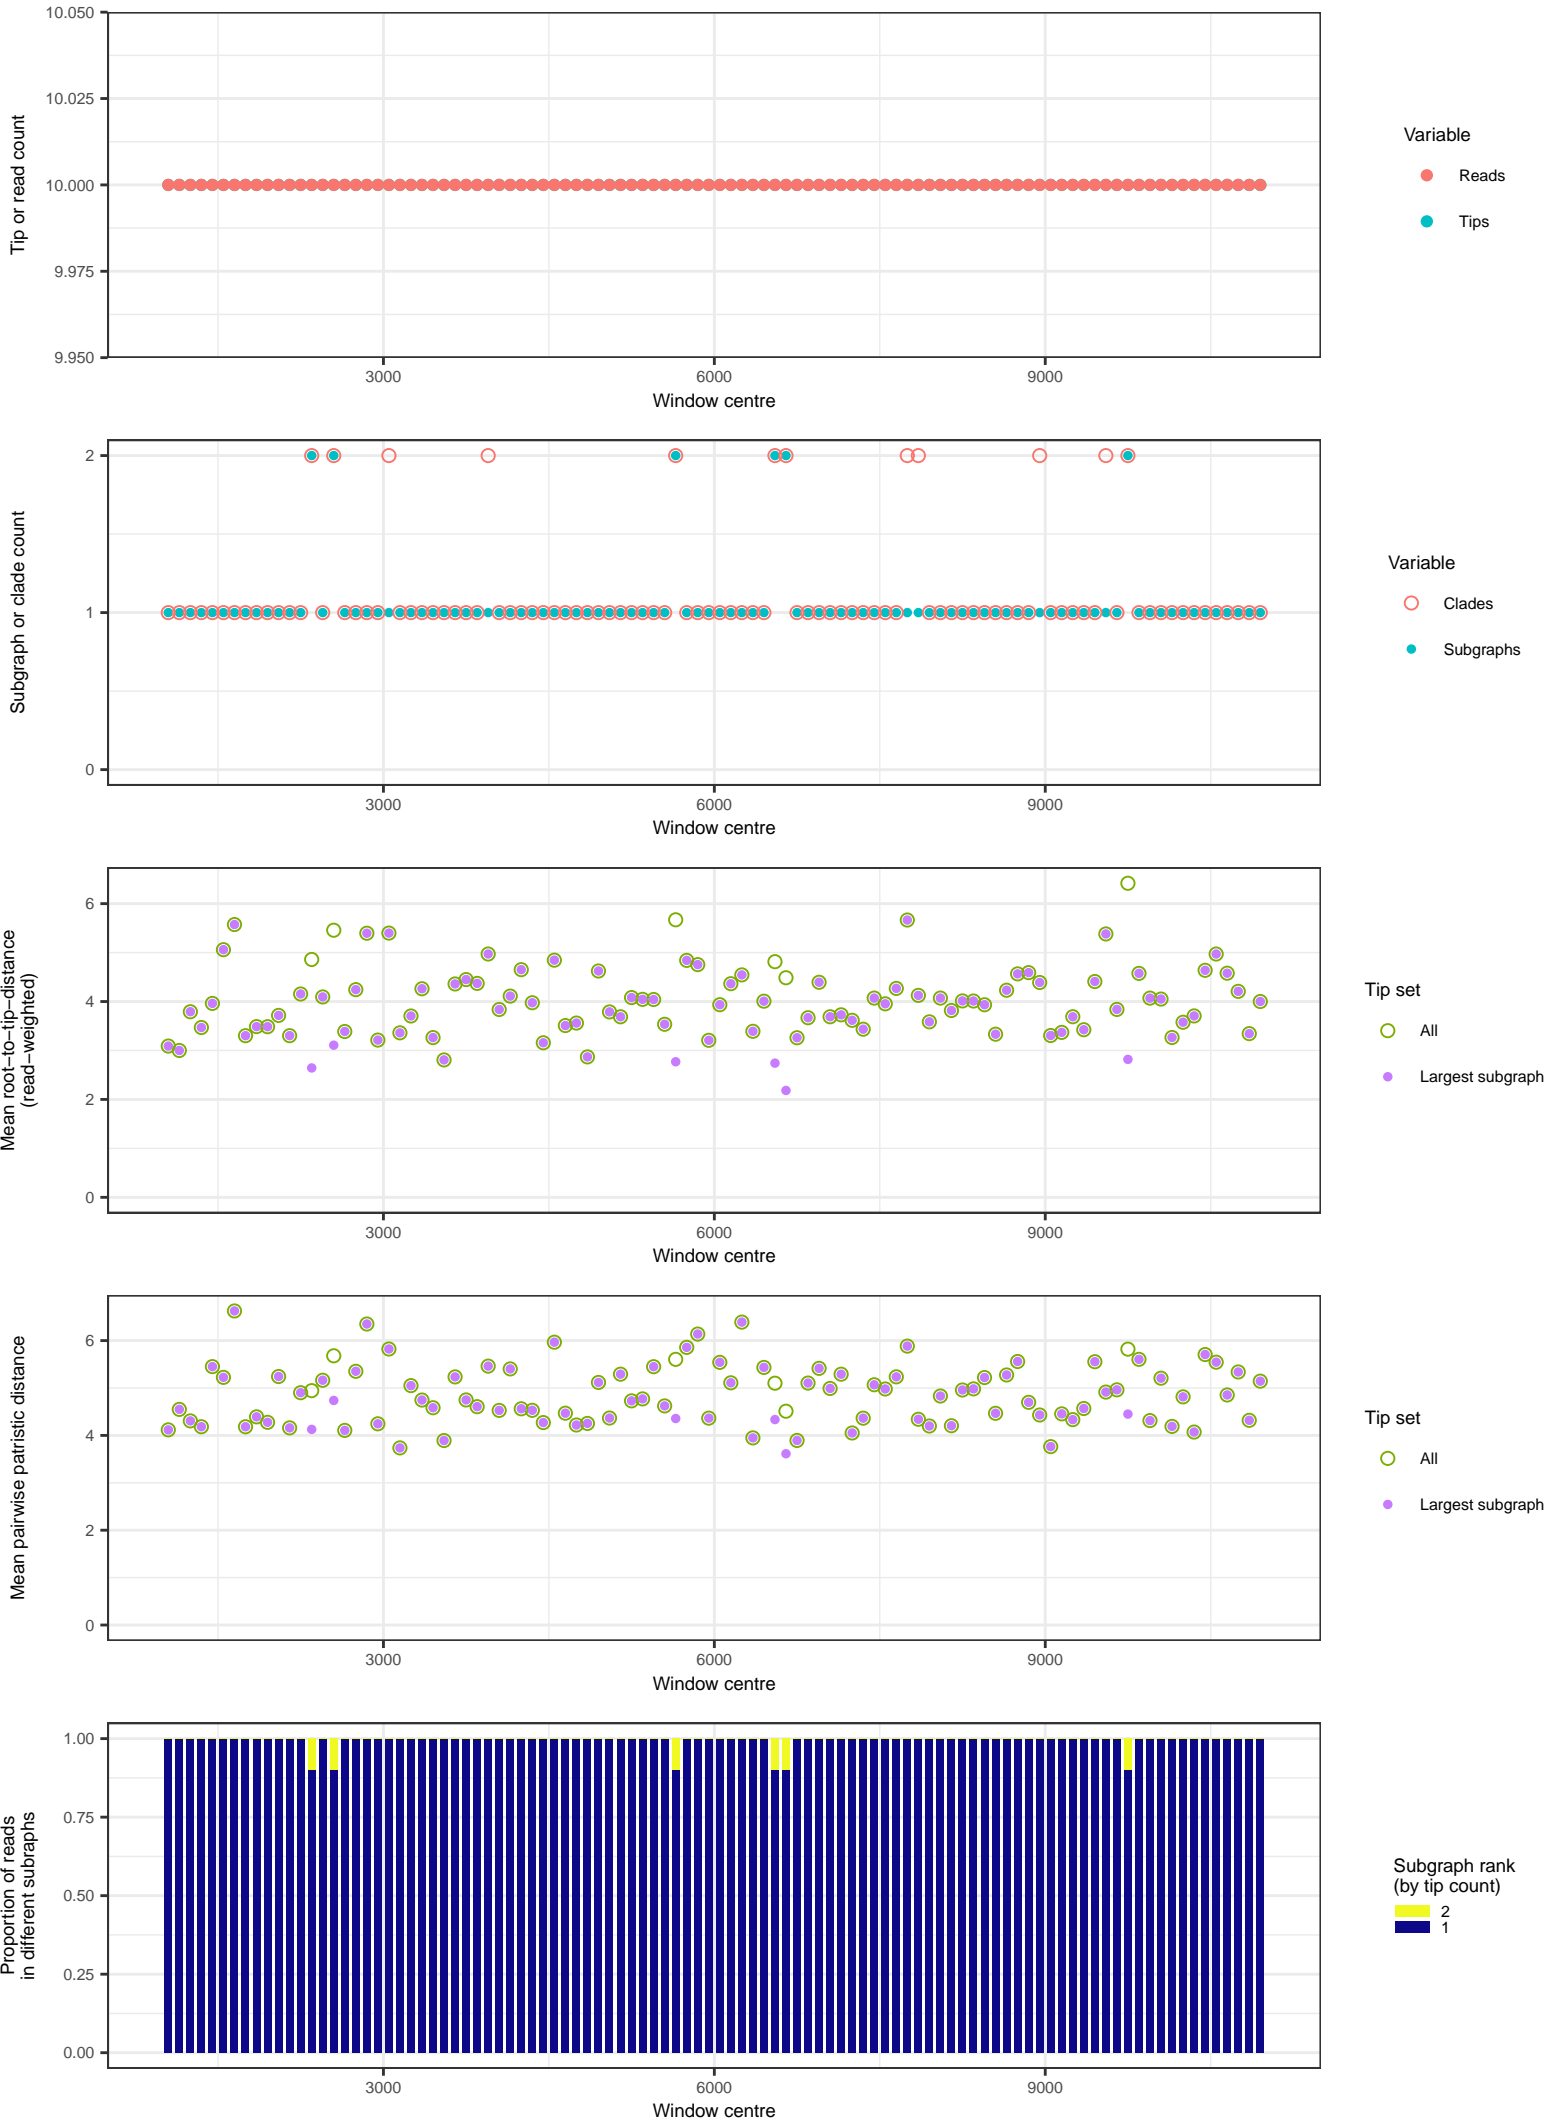 10.050
10.025
10.000
9.975
9.950
Tip or read count
3000 6000 9000
Window centre
Variable
Reads
Tips
2
1
0
Subgraph or clade count
3000 6000 9000
Window centre
Variable
Clades
Subgraphs
6
4
2
0
Mean root−to−tip−distance
(read−weighted)
3000 6000 9000
Window centre
Tip set
All
Largest subgraph
6
4
2
0
Mean pairwise patristic distance
3000 6000 9000
Window centre
Tip set
All
Largest subgraph
1.00
0.75
0.50
0.25
0.00
Proportion of reads
in different subraphs
3000 6000 9000
Window centre
Subgraph rank
(by tip count)
2
1